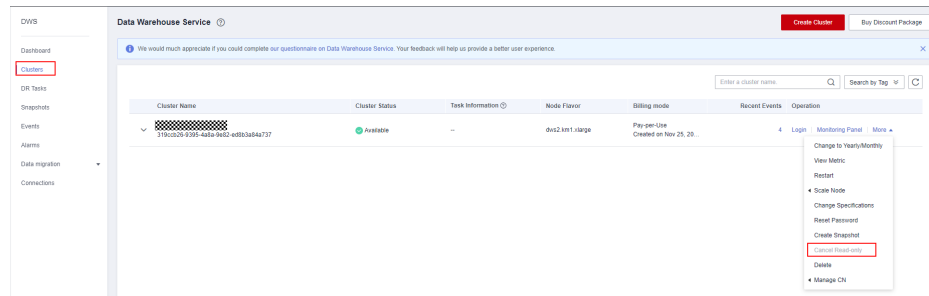 DWS
Data Warehouse Service
Create Cluster
Buy Discount Package
Dashboard
Clusters
DR Tasks
Snapshots
Events
Alarms
Data migration
Connections
We would much appreciate if you could complete our questionnaire on Data Warehouse Service. Your feedback will help us provide a better user experience.
Enter a cluster name.
Search by Tag
Cluster Name Cluster Status Task Information Node Flavor Billing mode Recent Events Operation
319ccb26-9395-4a8a-9e82-ed8b3a84a737
Available
--
dws2.km1.xlarge
Pay-per-Use
Created on Nov 25, 20...
4
Login Monitoring Panel More
Change to Yearly/Monthly
View Metric
Restart
Scale Node
Change Specifications
Reset Password
Create Snapshot
Cancel Read-only
Delete
Manage CN